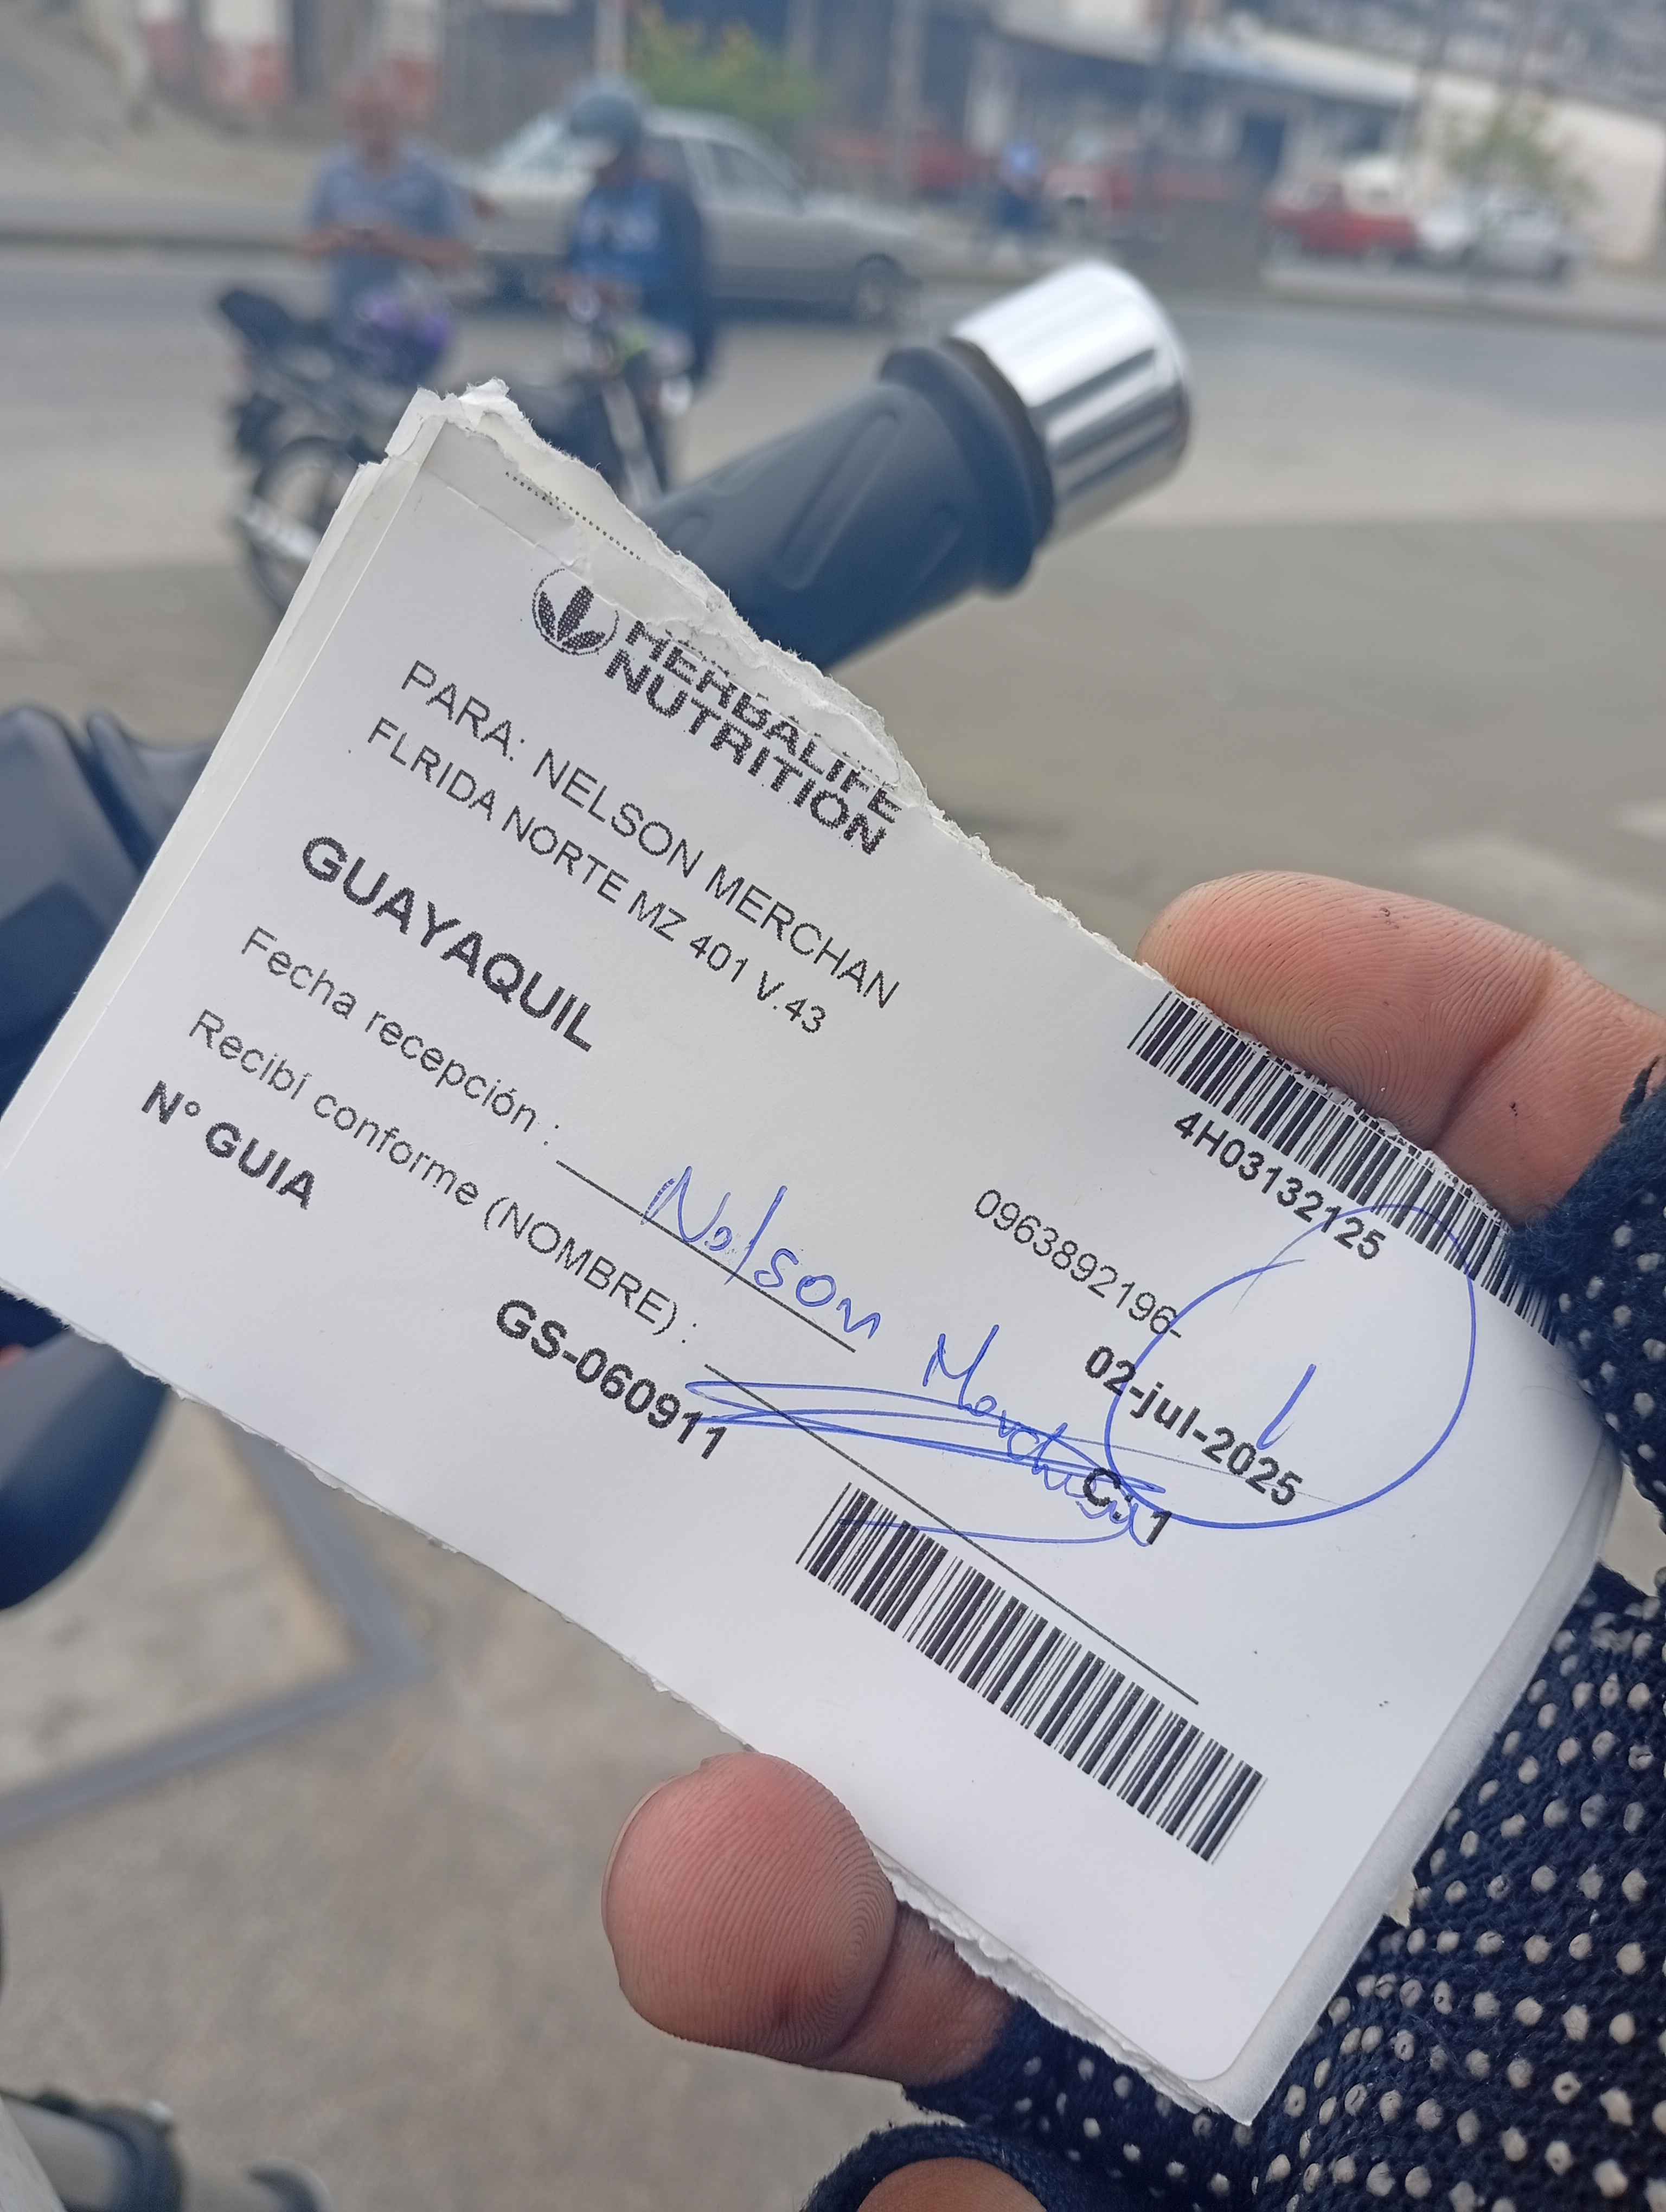 HERBALIFE
NUTRITION
PARA: NELSON MERCHAN
FLRIDA NORTE MZ 401 V.43
4H03132125
GUAYAQUIL
0963892196-
Fecha recepción :
Nelson Merchan
02-jul-2025
Recibí conforme (NOMBRE) :
C: 1
N° GUIA
GS-060911